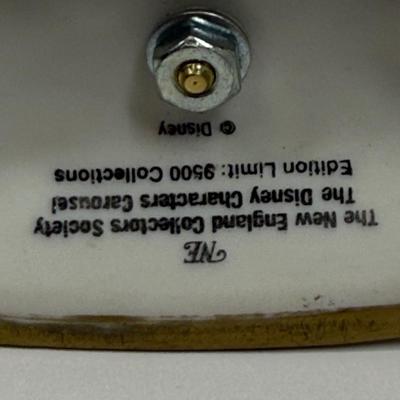 NE
The New England Collectors Society
The Disney Characters Carousel
Edition Limit: 9500 Collections
© Disney